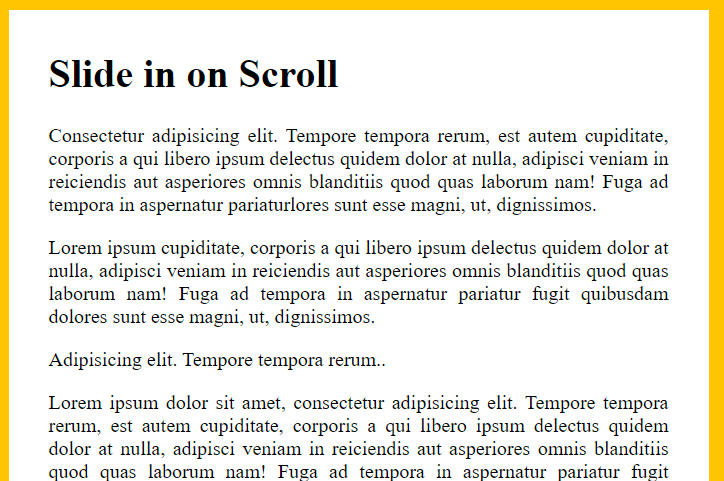 Slide in on Scroll
Consectetur adipisicing elit. Tempore tempora rerum, est autem cupiditate,
corporis a qui libero ipsum delectus quidem dolor at nulla, adipisci veniam in
reiciendis aut asperiores omnis blanditiis quod quas laborum nam! Fuga ad
tempora in aspernatur pariaturlores sunt esse magni, ut, dignissimos.
Lorem ipsum cupiditate, corporis a qui libero ipsum delectus quidem dolor at
nulla, adipisci veniam in reiciendis aut asperiores omnis blanditiis quod quas
laborum nam! Fuga ad tempora in aspernatur pariatur fugit quibusdam
dolores sunt esse magni, ut, dignissimos.
Adipisicing elit. Tempore tempora rerum..
Lorem ipsum dolor sit amet, consectetur adipisicing elit. Tempore tempora
rerum, est autem cupiditate, corporis a qui libero ipsum delectus quidem
dolor at nulla, adipisci veniam in reiciendis aut asperiores omnis blanditiis
quod quas laborum nam! Fuga ad tempora in aspernatur pariatur fugit